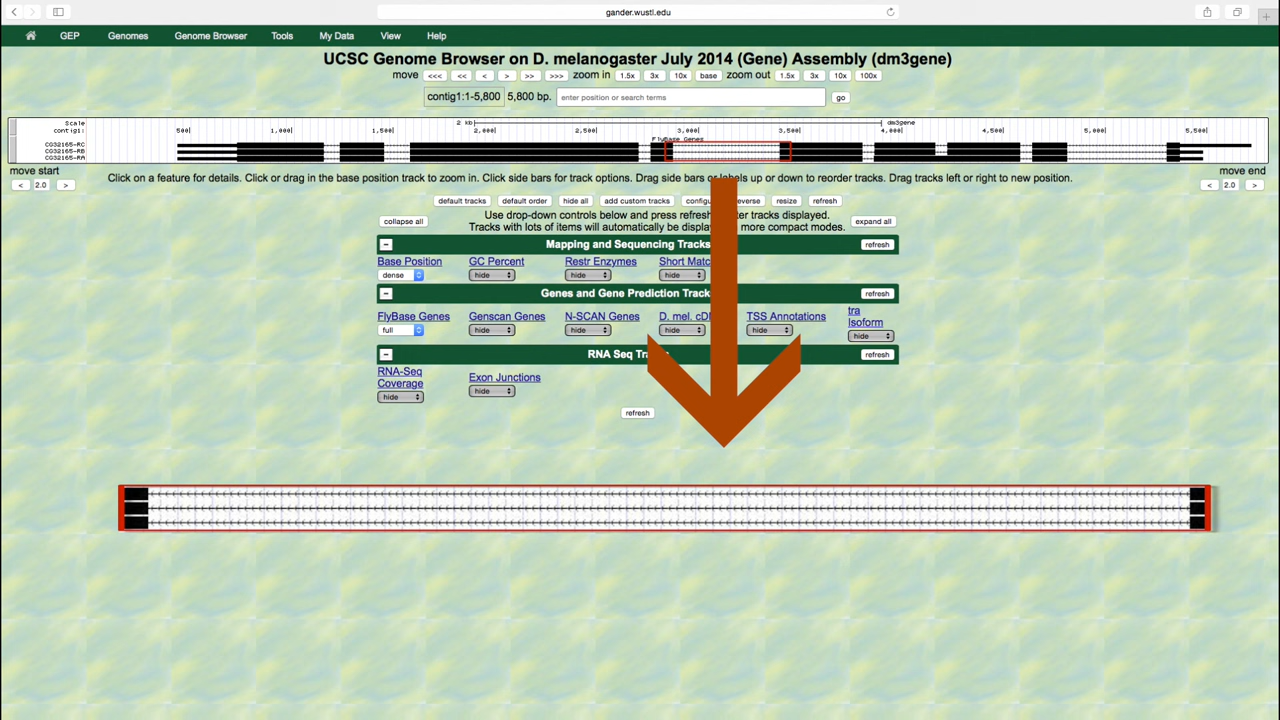 gander.wustl.edu
GEP Genomes Genome Browser Tools My Data View Help
UCSC Genome Browser on D. melanogaster July 2014 (Gene) Assembly (dm3gene)
move <<< << < > >> >>> zoom in 1.5x 3x 10x base zoom out 1.5x 3x 10x 100x
contig1:1-5,800 5,800 bp. enter position or search terms go
Scale 2 kb dm3gene
contig1: 500 1,000 1,500 2,000 2,500 3,000 3,500 4,000 4,500 5,000 5,500
FlyBase Genes
CG32165-RC
CG32165-RB
CG32165-RA
move start move end
Click on a feature for details. Click or drag in the base position track to zoom in. Click side bars for track options. Drag side bars or labels up or down to reorder tracks. Drag tracks left or right to new position.
< 2.0 > < 2.0 >
default tracks default order hide all add custom tracks resize refresh
collapse all Use drop-down controls below and press tracks displayed. expand all
Tracks with lots of items will automatically be more compact modes.
- Mapping and Sequencing Tracks refresh
Base Position GC Percent Restr Enzymes Short
dense hide hide hide
- Genes and Gene Prediction refresh
FlyBase Genes Genscan Genes N-SCAN Genes D. mel. TSS Annotations tra Isoform
full hide hide hide hide hide
- RNA Seq refresh
RNA-Seq Coverage Exon Junctions
hide hide
refresh